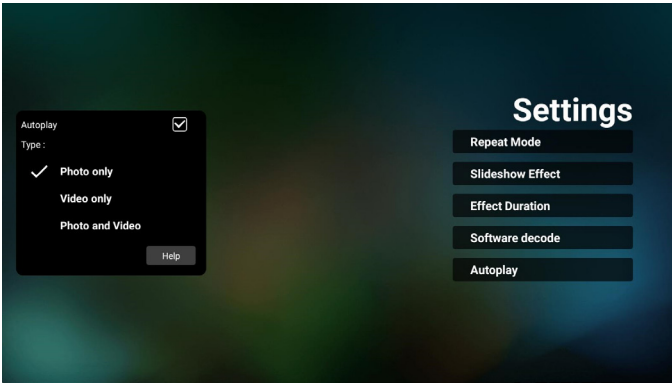 Settings
Autoplay
Type :
Photo only
Video only
Photo and Video
Help
Repeat Mode
Slideshow Effect
Effect Duration
Software decode
Autoplay